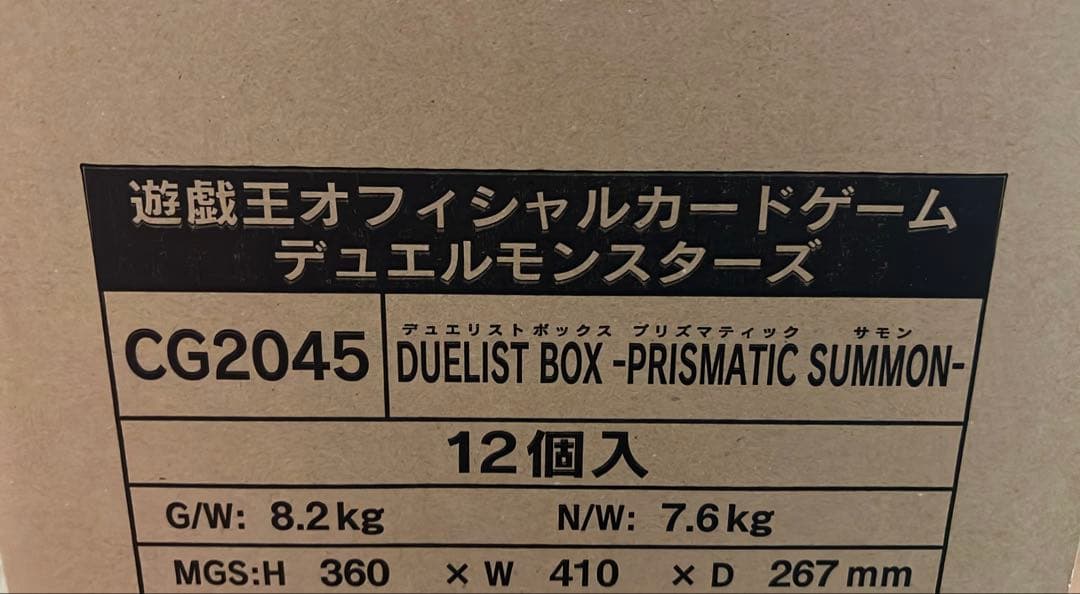 遊戯王オフィシャルカードゲーム
デュエルモンスターズ
CG2045
デュエリストボックス プリズマティック サモン
DUELIST BOX -PRISMATIC SUMMON-
12個入
G/W: 8.2kg N/W: 7.6kg
MGS:H 360 × W 410 × D 267mm